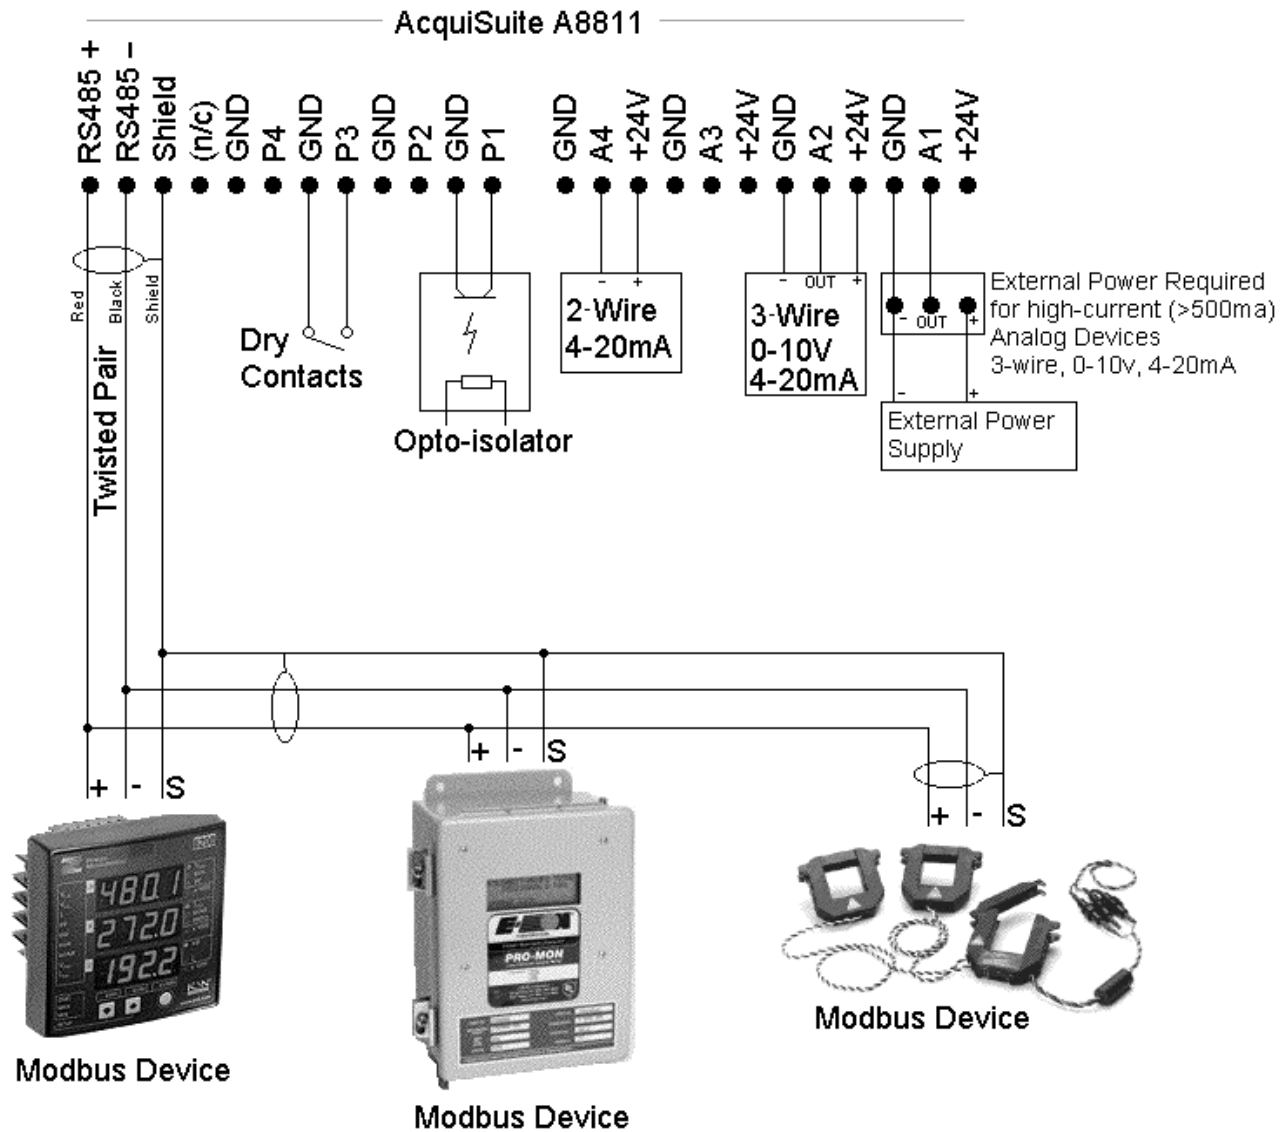 AcquiSuite A8811
RS485 +
RS485 -
Shield
(n/c)
GND
P4
GND
P3
GND
P2
GND
P1
GND
A4
+24V
GND
A3
+24V
GND
A2
+24V
GND
A1
+24V
Red
Black
Shield
Twisted Pair
Dry
Contacts
Opto-isolator
- +
2-Wire
4-20mA
- OUT +
3-Wire
0-10V
4-20mA
- OUT +
External Power Required
for high-current (>500ma)
Analog Devices
3-wire, 0-10v, 4-20mA
- +
External Power
Supply
+ - S
+ - S
+ - S
480.1
272.0
192.2
PRO-MON
Modbus Device
Modbus Device
Modbus Device